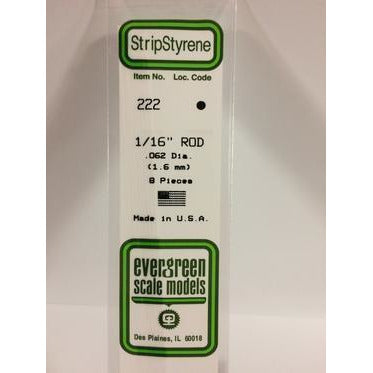 StripStyrene
Item No. Loc. Code
222 ●
1/16" ROD
.062 Dia.
(1.6 mm)
8 Pieces
Made in U.S.A.
evergreen
scale models
Des Plaines, IL 60018